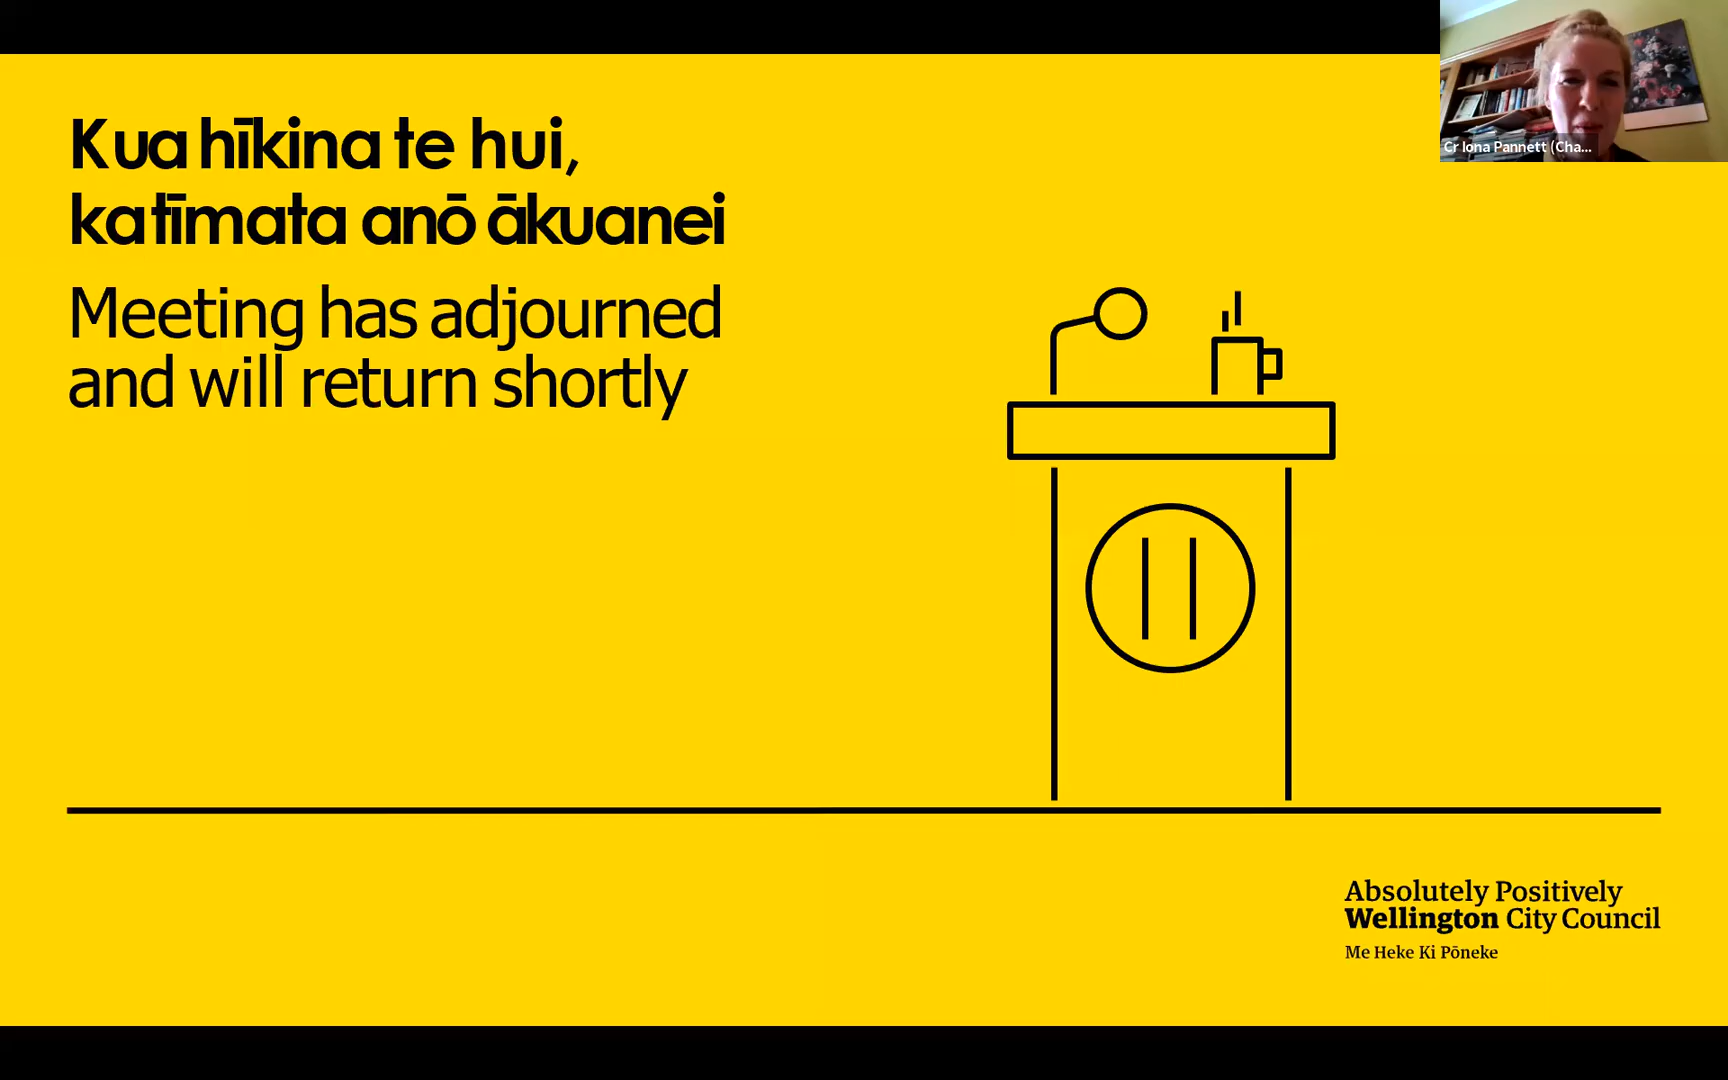 Kua hīkina te hui,
ka tīmata anō ākuanei
Meeting has adjourned
and will return shortly
Cr Iona Pannett (Cha...
Absolutely Positively
Wellington City Council
Me Heke Ki Pōneke